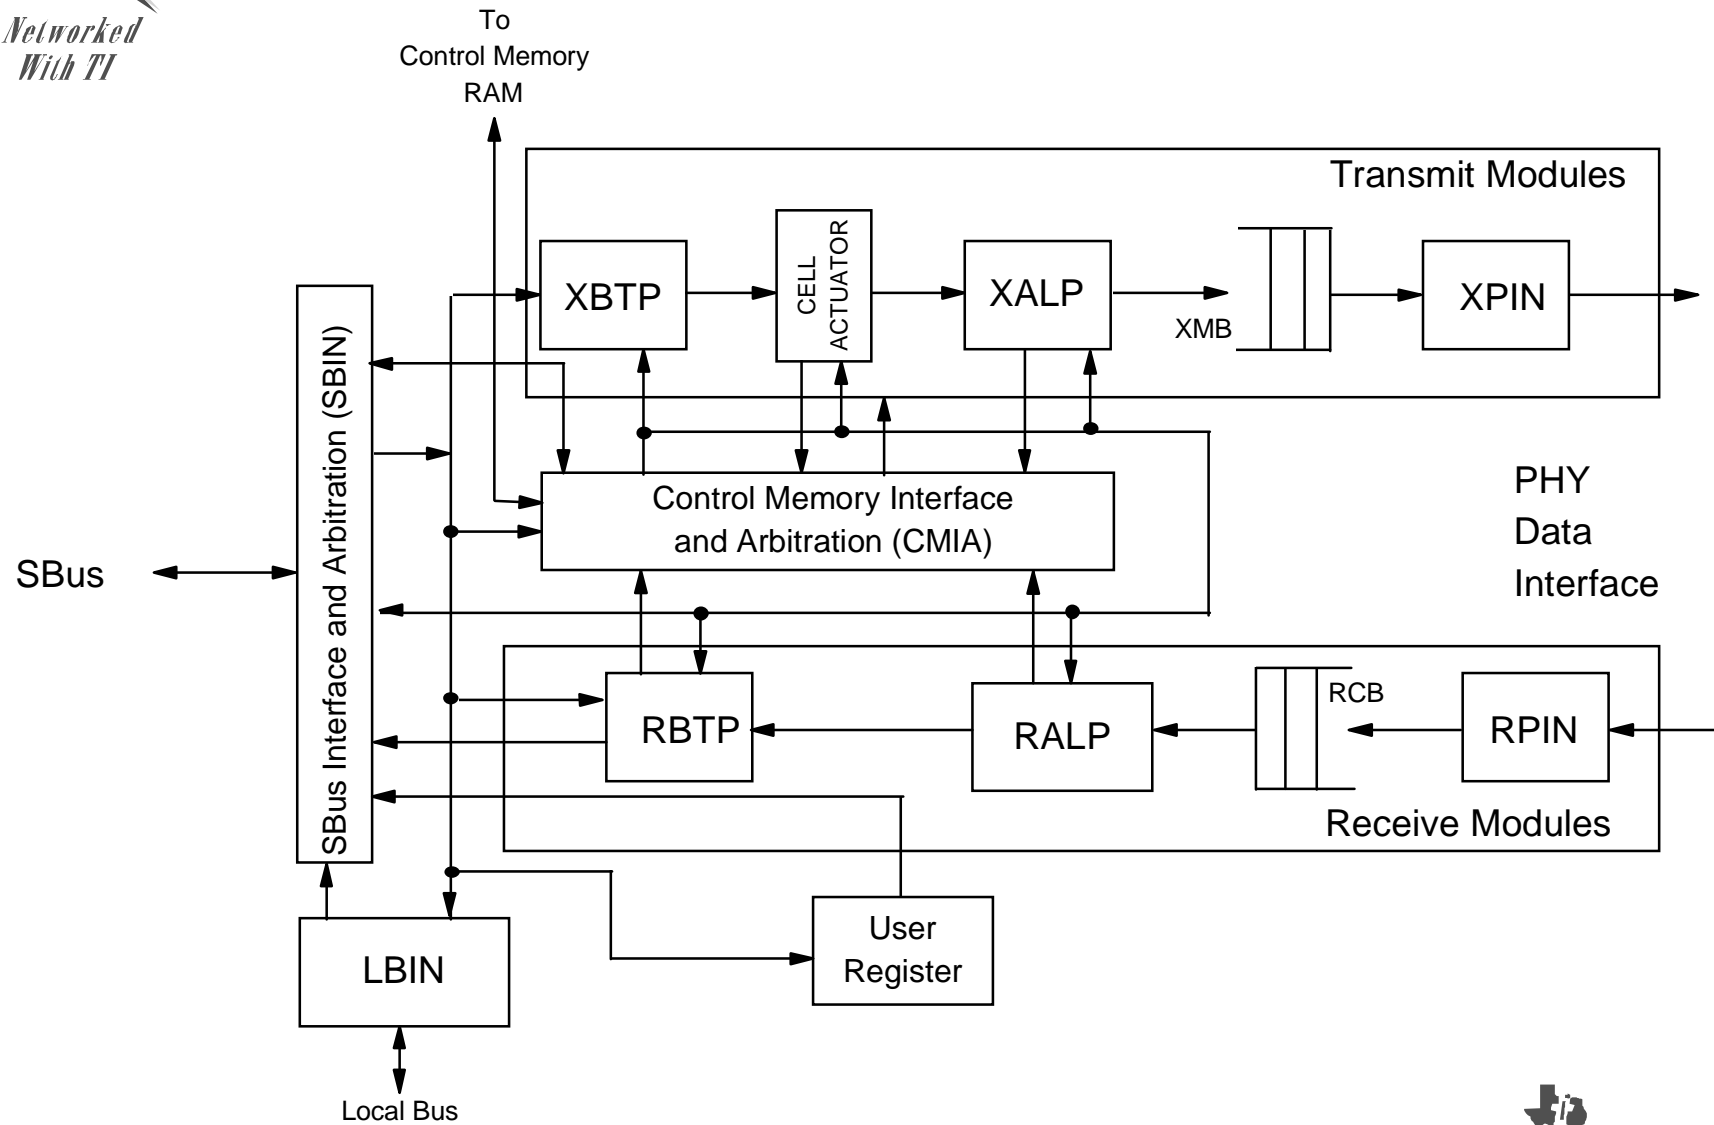 Networked
With TI
To
Control Memory
RAM
Transmit Modules
XBTP
CELL
ACTUATOR
XALP
XMB
XPIN
SBus Interface and Arbitration (SBIN)
Control Memory Interface
and Arbitration (CMIA)
PHY
Data
Interface
SBus
RBTP
RALP
RCB
RPIN
Receive Modules
User
Register
LBIN
Local Bus